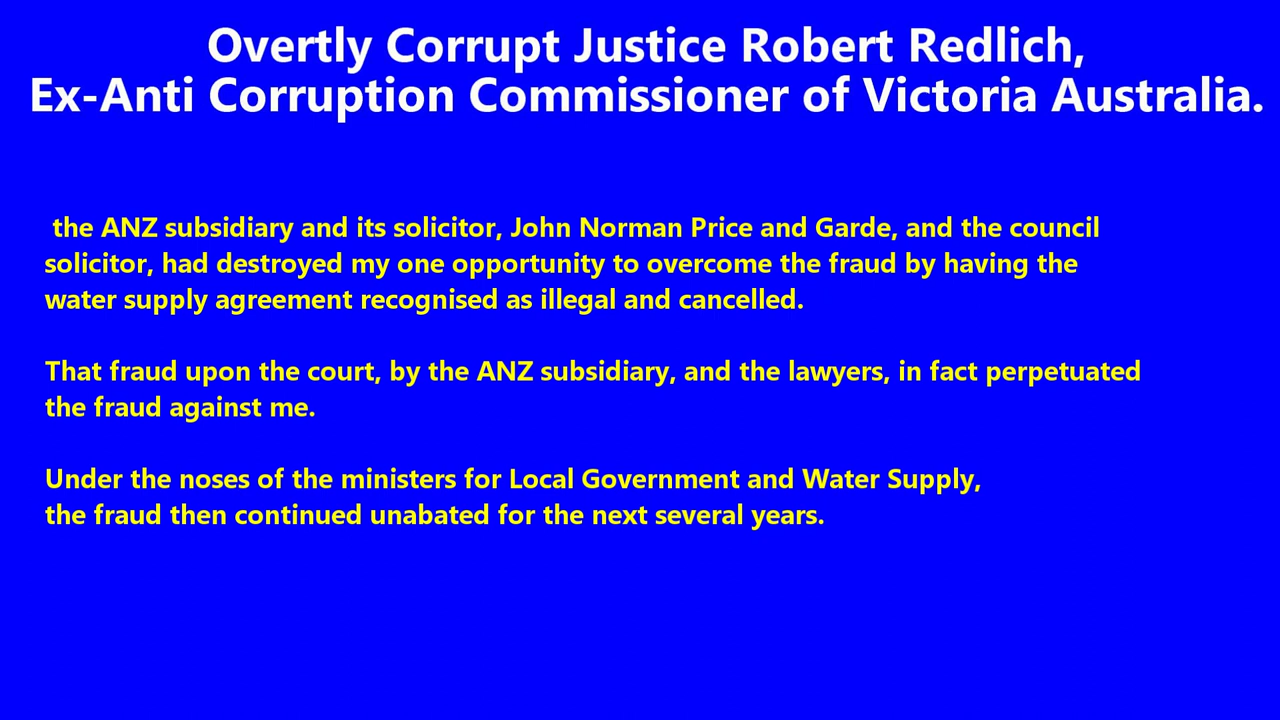 Overtly Corrupt Justice Robert Redlich,
Ex-Anti Corruption Commissioner of Victoria Australia.
the ANZ subsidiary and its solicitor, John Norman Price and Garde, and the council
solicitor, had destroyed my one opportunity to overcome the fraud by having the
water supply agreement recognised as illegal and cancelled.
That fraud upon the court, by the ANZ subsidiary, and the lawyers, in fact perpetuated
the fraud against me.
Under the noses of the ministers for Local Government and Water Supply,
the fraud then continued unabated for the next several years.